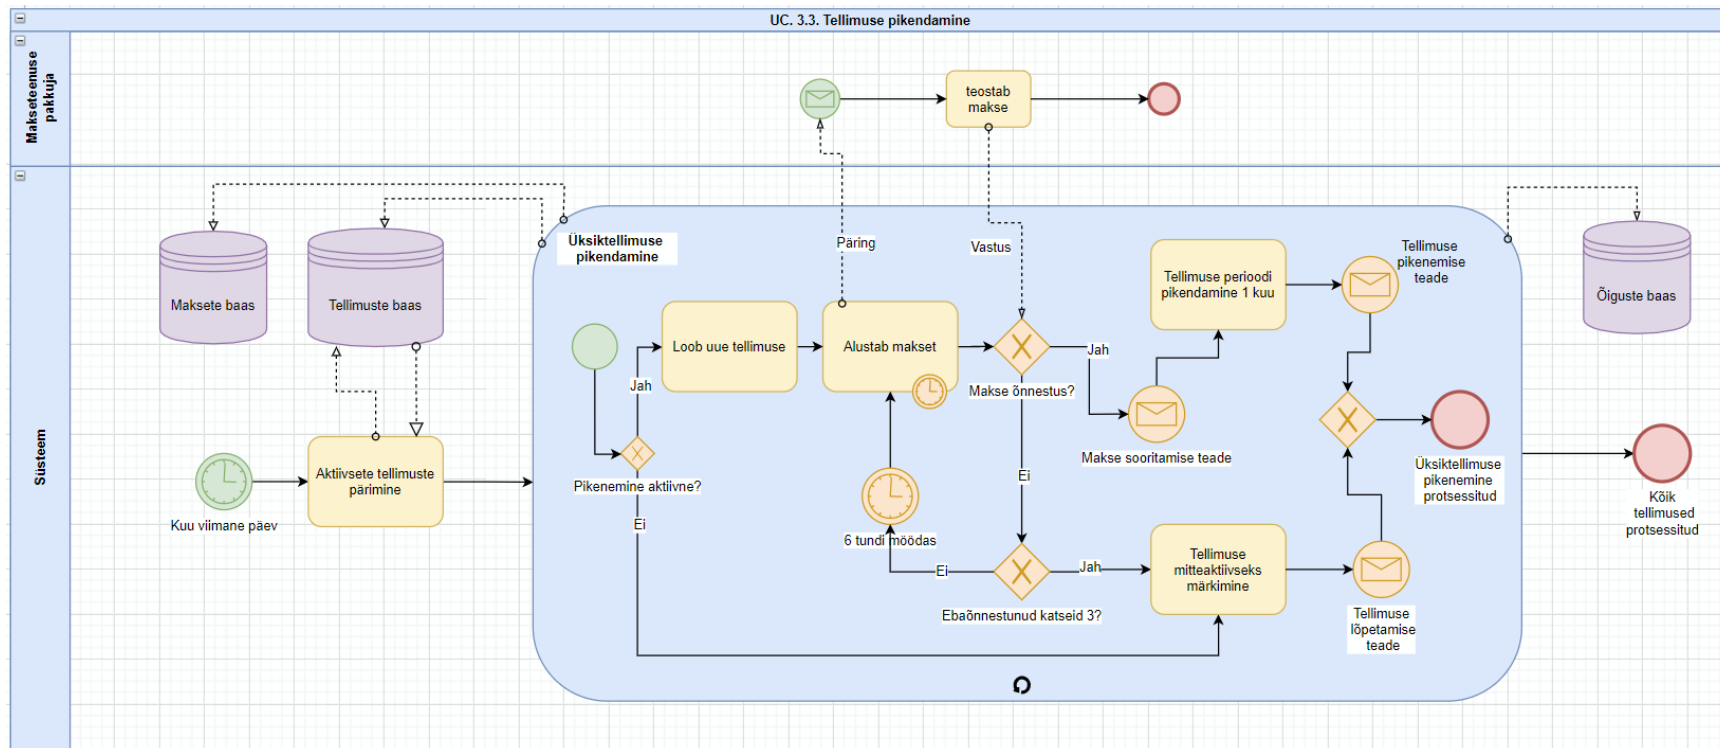 UC. 3.3. Tellimuse pikendamine
Makseteenuse
pakkuja
teostab
makse
Süsteem
Maksete baas
Tellimuste baas
Kuu viimane päev
Aktiivsete tellimuste
pärimine
Üksiktellimuse
pikendamine
Pikenemine aktiivne?
Jah
Ei
Loob uue tellimuse
Päring
Alustab makset
Vastus
Makse õnnestus?
Jah
Ei
6 tundi möödas
Ei
Ebaõnnestunud katseid 3?
Jah
Makse sooritamise teade
Tellimuse perioodi
pikendamine 1 kuu
Tellimuse
pikenemise
teade
Tellimuse
mitteaktiivseks
märkimine
Tellimuse
lõpetamise
teade
Üksiktellimuse
pikenemine
protsessitud
Õiguste baas
Kõik
tellimused
protsessitud